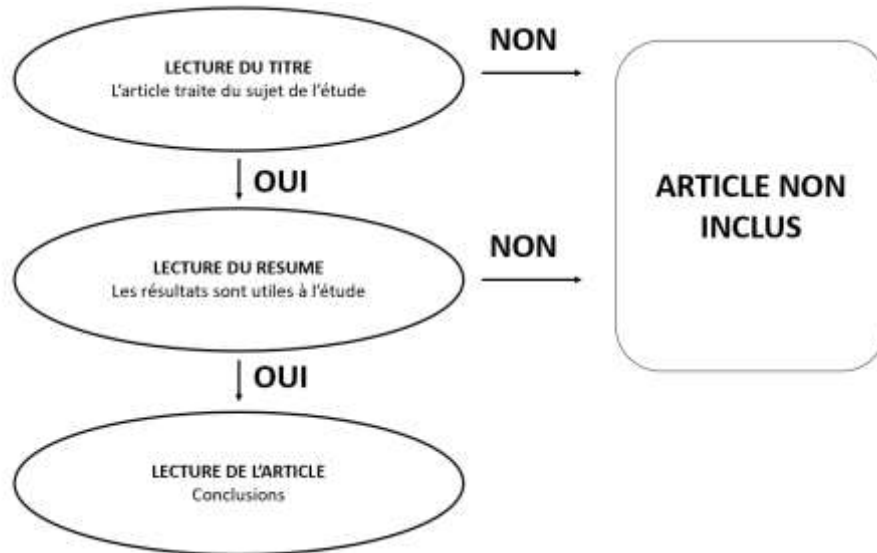 LECTURE DU TITRE
L'article traite du sujet de l'étude
NON
OUI
LECTURE DU RESUME
Les résultats sont utiles à l'étude
NON
OUI
LECTURE DE L'ARTICLE
Conclusions
ARTICLE NON
INCLUS